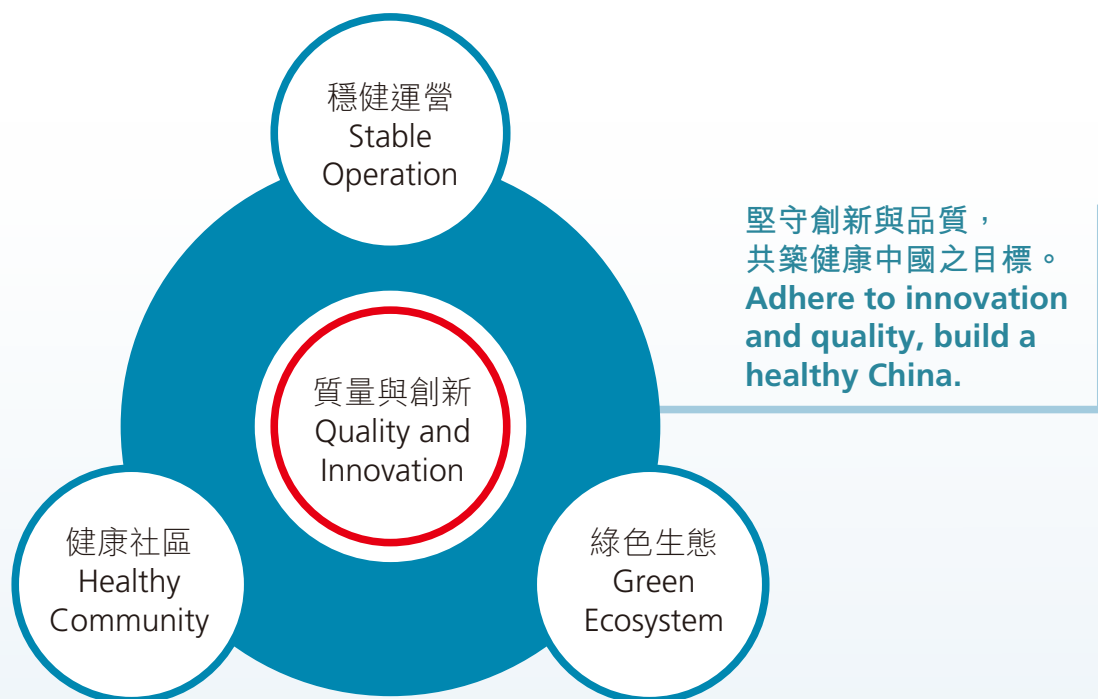 穩健運營
Stable
Operation
堅守創新與品質，
共築健康中國之目標。
Adhere to innovation
and quality, build a
healthy China.
質量與創新
Quality and
Innovation
健康社區
Healthy
Community
綠色生態
Green
Ecosystem